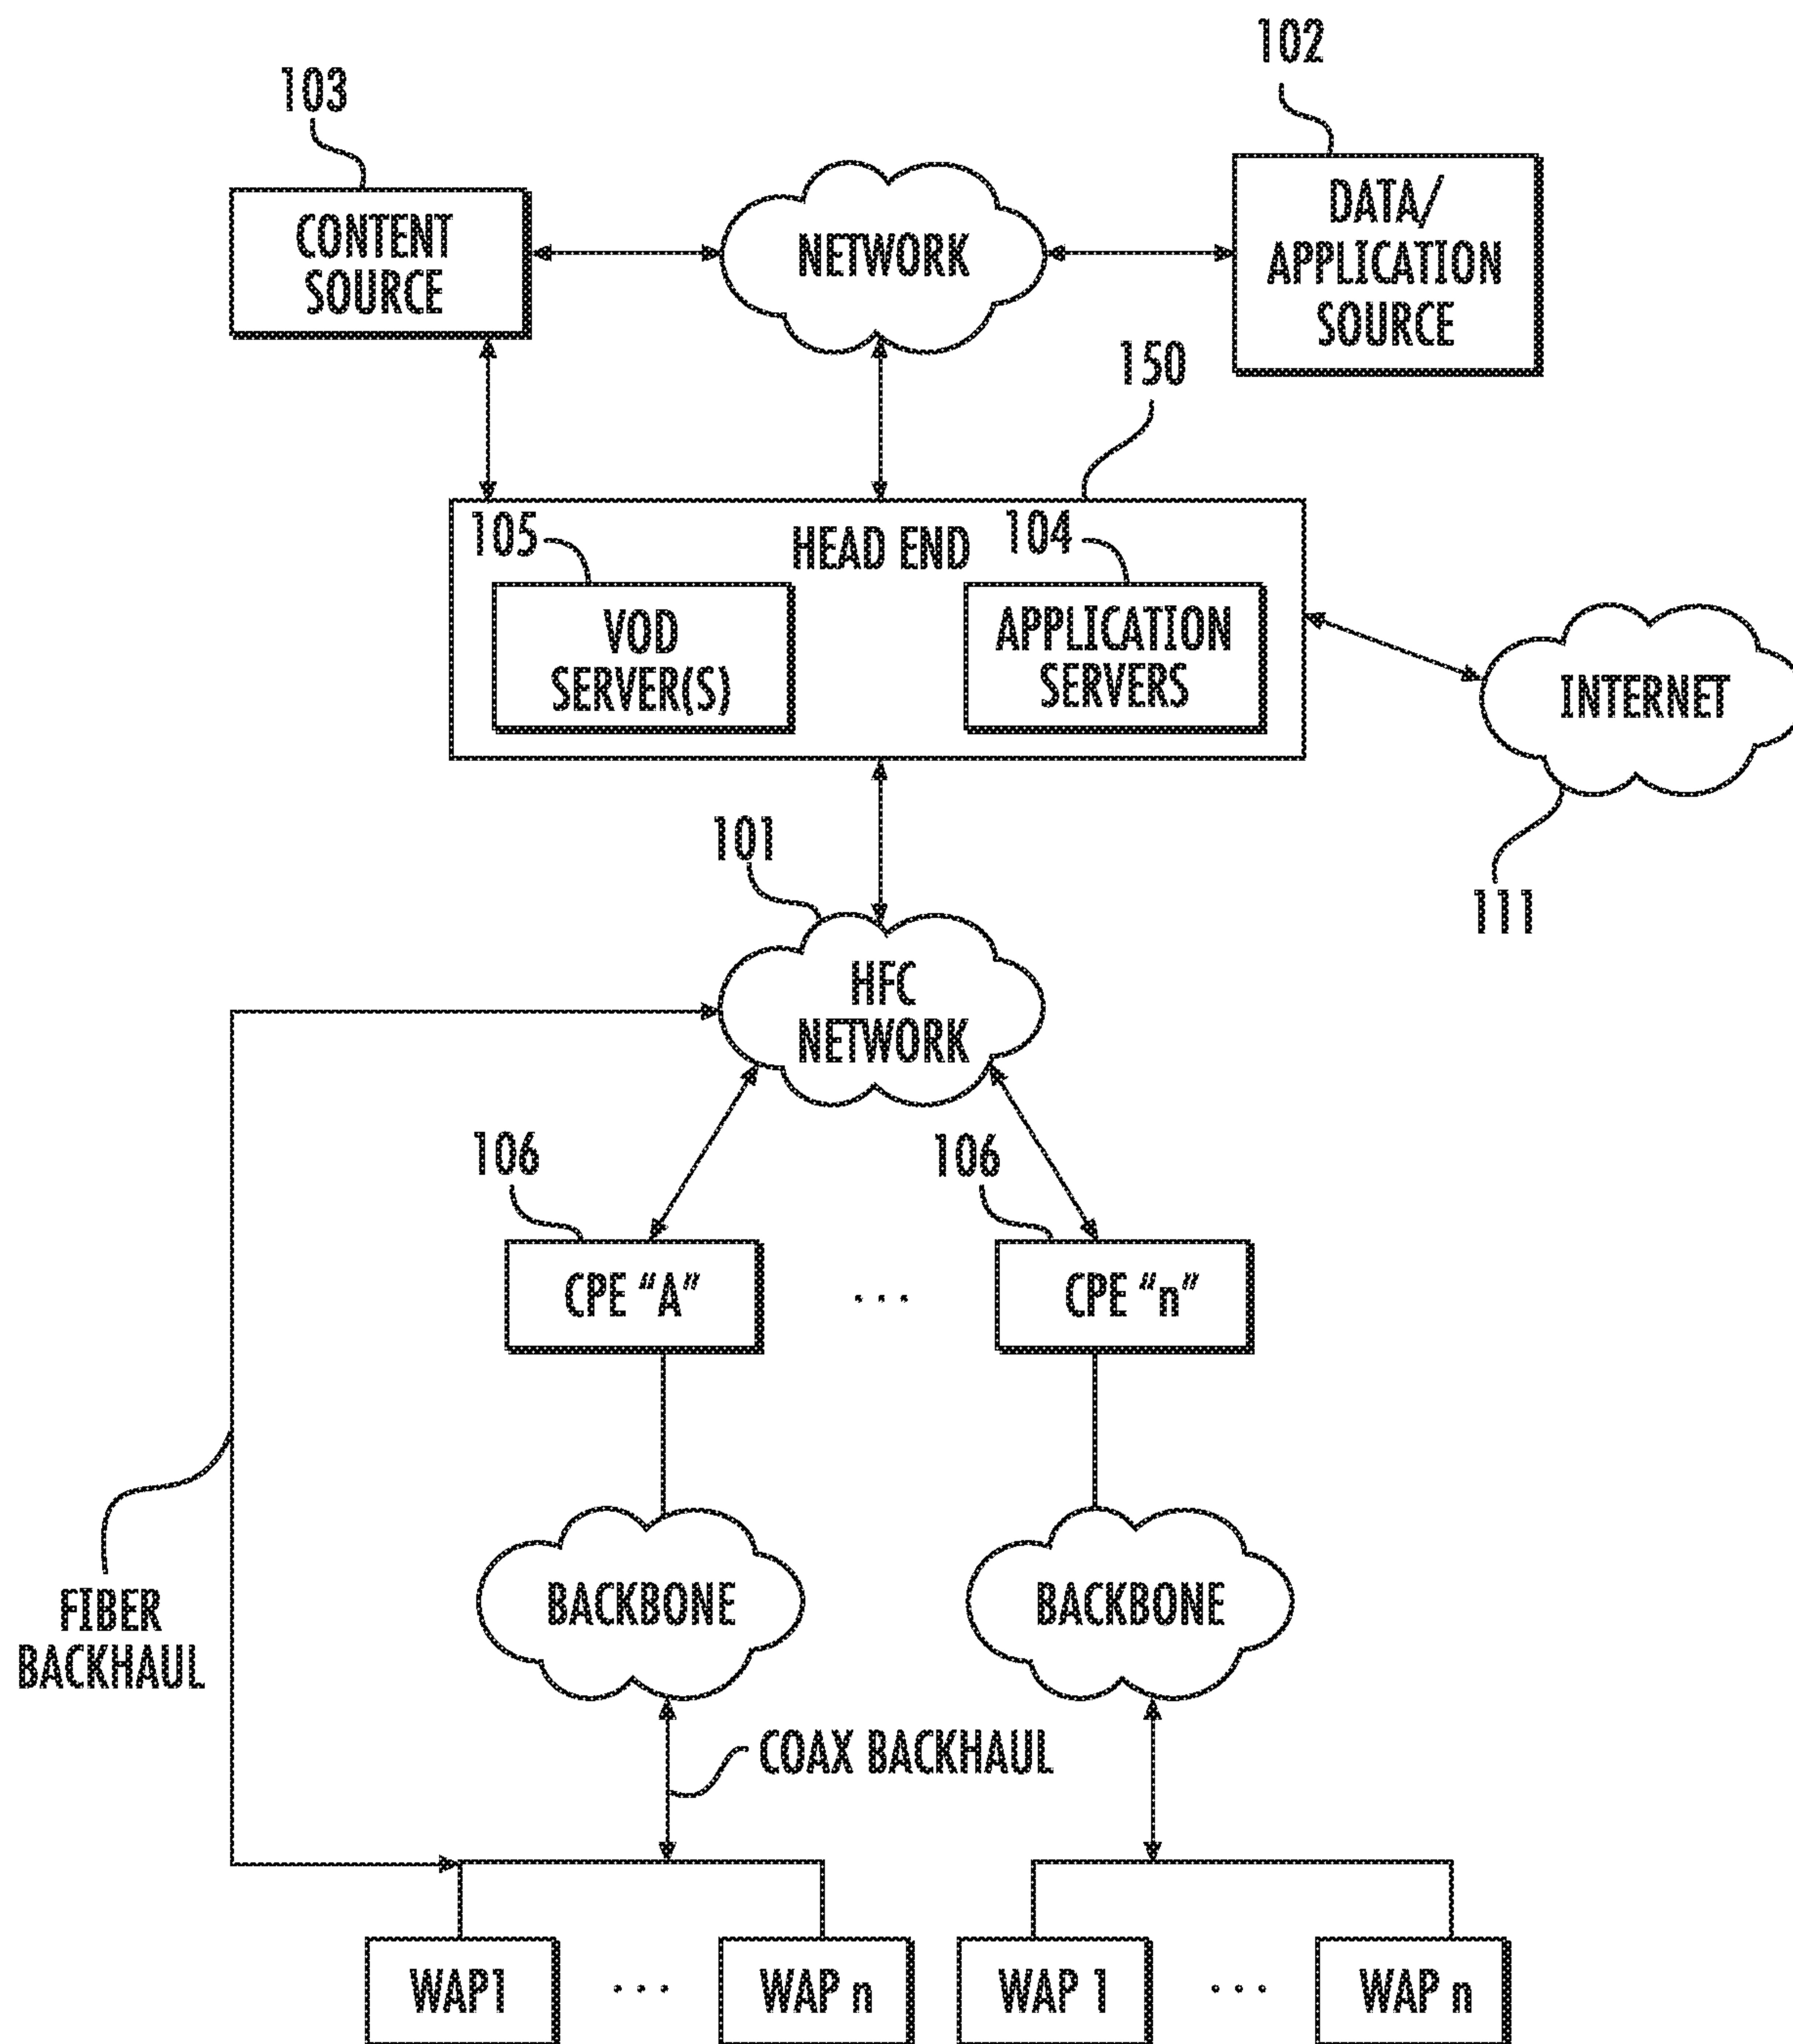 102
103
CONTENT
SOURCE
NETWORK
DATA/
APPLICATION
SOURCE
150
105
HEAD END
104
VOD
SERVER(S)
APPLICATION
SERVERS
INTERNET
111
101
HFC
NETWORK
106
106
CPE “A”
...
CPE “n”
FIBER
BACKHAUL
BACKBONE
BACKBONE
COAX BACKHAUL
WAP1
...
WAP n
WAP 1
...
WAP n